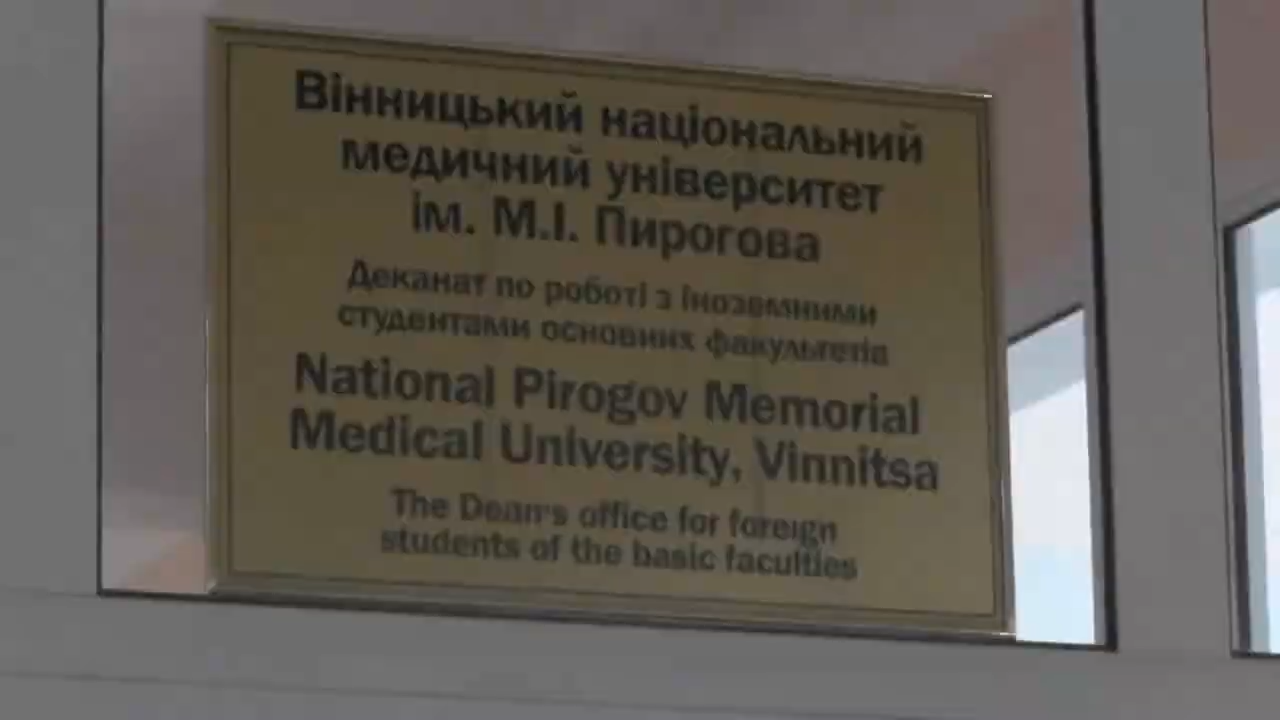 Вінницький національний
медичний університет
ім. М.І. Пирогова
Деканат по роботі з іноземними
студентами основних факультетів
National Pirogov Memorial
Medical University, Vinnitsa
The Dean's office for foreign
students of the basic faculties